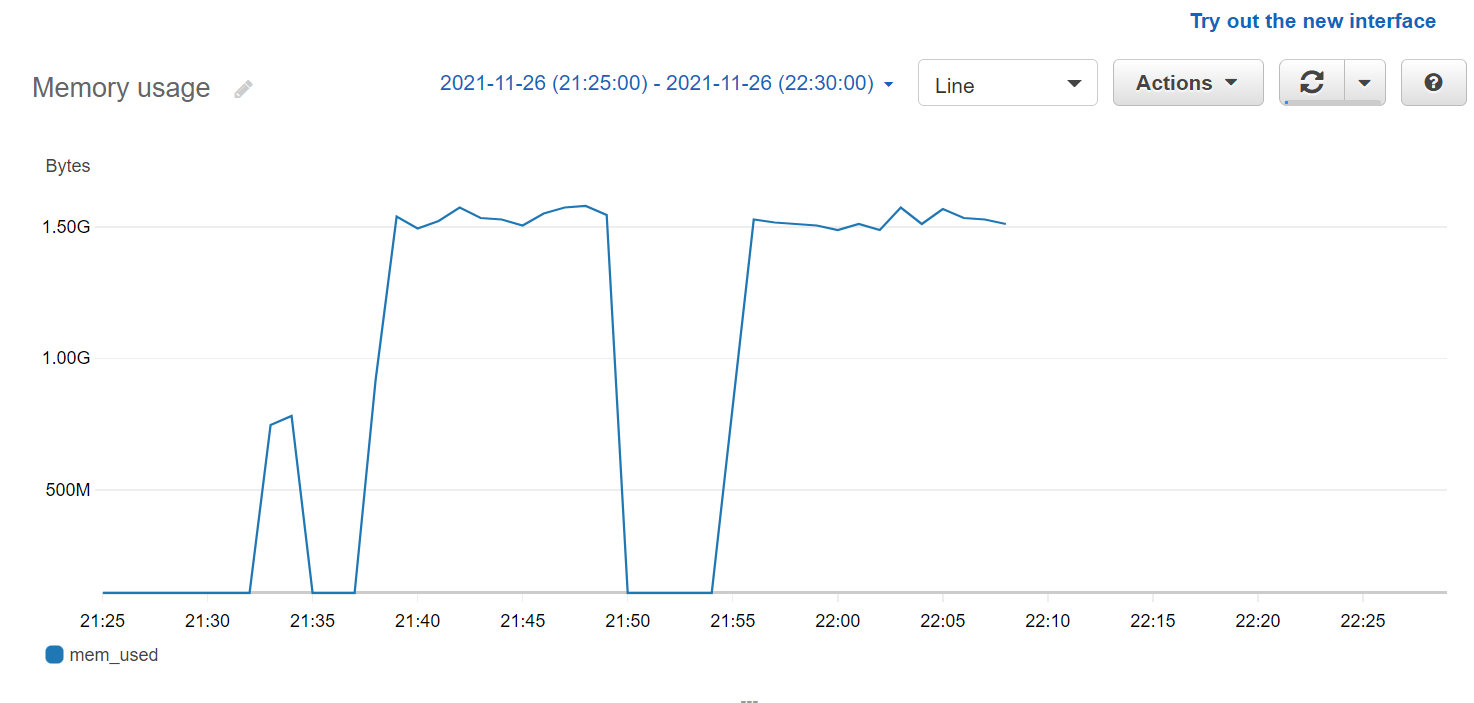 Try out the new interface
Memory usage
2021-11-26 (21:25:00) - 2021-11-26 (22:30:00)
Line
Actions
?
Bytes
1.50G
1.00G
500M
21:25 21:30 21:35 21:40 21:45 21:50 21:55 22:00 22:05 22:10 22:15 22:20 22:25
mem_used